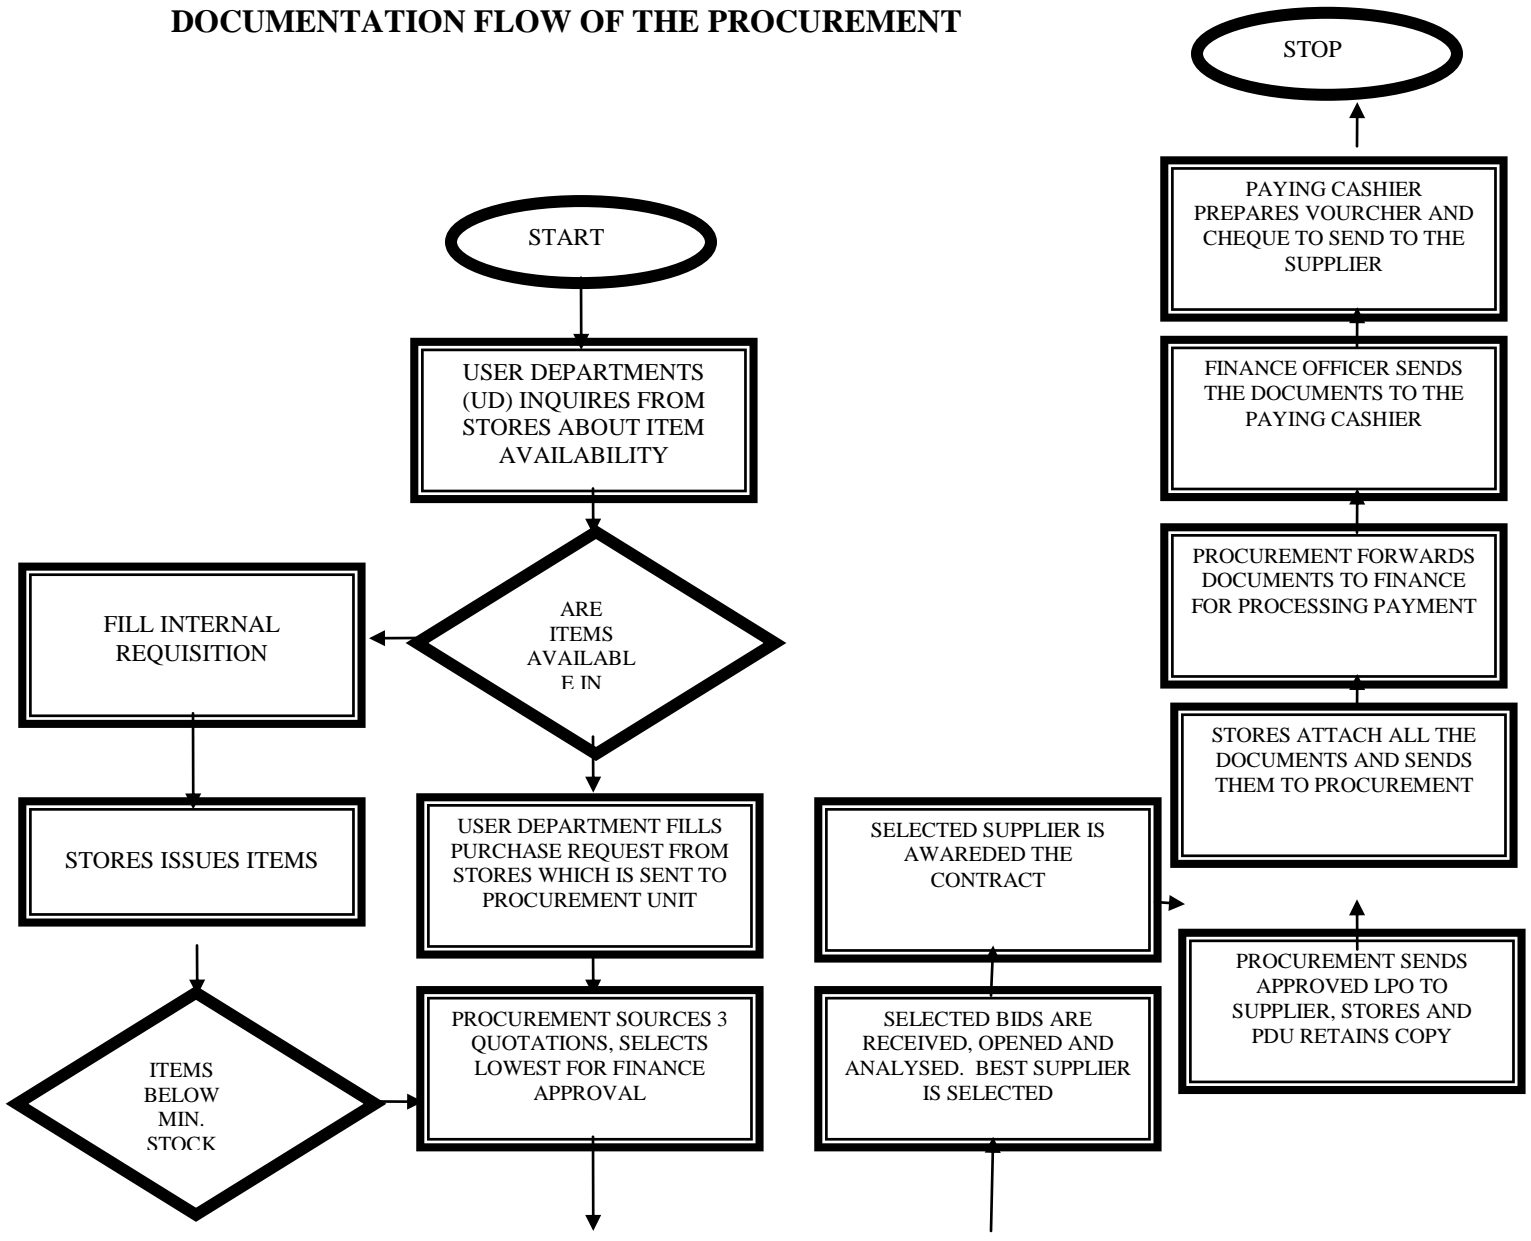 DOCUMENTATION FLOW OF THE PROCUREMENT
START
USER DEPARTMENTS
(UD) INQUIRES FROM
STORES ABOUT ITEM
AVAILABILITY
ARE
ITEMS
AVAILABL
E IN
FILL INTERNAL
REQUISITION
STORES ISSUES ITEMS
ITEMS
BELOW
MIN.
STOCK
USER DEPARTMENT FILLS
PURCHASE REQUEST FROM
STORES WHICH IS SENT TO
PROCUREMENT UNIT
PROCUREMENT SOURCES 3
QUOTATIONS, SELECTS
LOWEST FOR FINANCE
APPROVAL
SELECTED BIDS ARE
RECEIVED, OPENED AND
ANALYSED. BEST SUPPLIER
IS SELECTED
SELECTED SUPPLIER IS
AWAREDED THE
CONTRACT
PROCUREMENT SENDS
APPROVED LPO TO
SUPPLIER, STORES AND
PDU RETAINS COPY
STORES ATTACH ALL THE
DOCUMENTS AND SENDS
THEM TO PROCUREMENT
PROCUREMENT FORWARDS
DOCUMENTS TO FINANCE
FOR PROCESSING PAYMENT
FINANCE OFFICER SENDS
THE DOCUMENTS TO THE
PAYING CASHIER
PAYING CASHIER
PREPARES VOURCHER AND
CHEQUE TO SEND TO THE
SUPPLIER
STOP